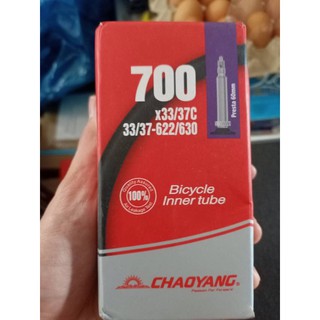 700
x33/37C
33/37-622/630
Presta 60mm
100%
Bicycle
Inner tube
CHAOYANG®